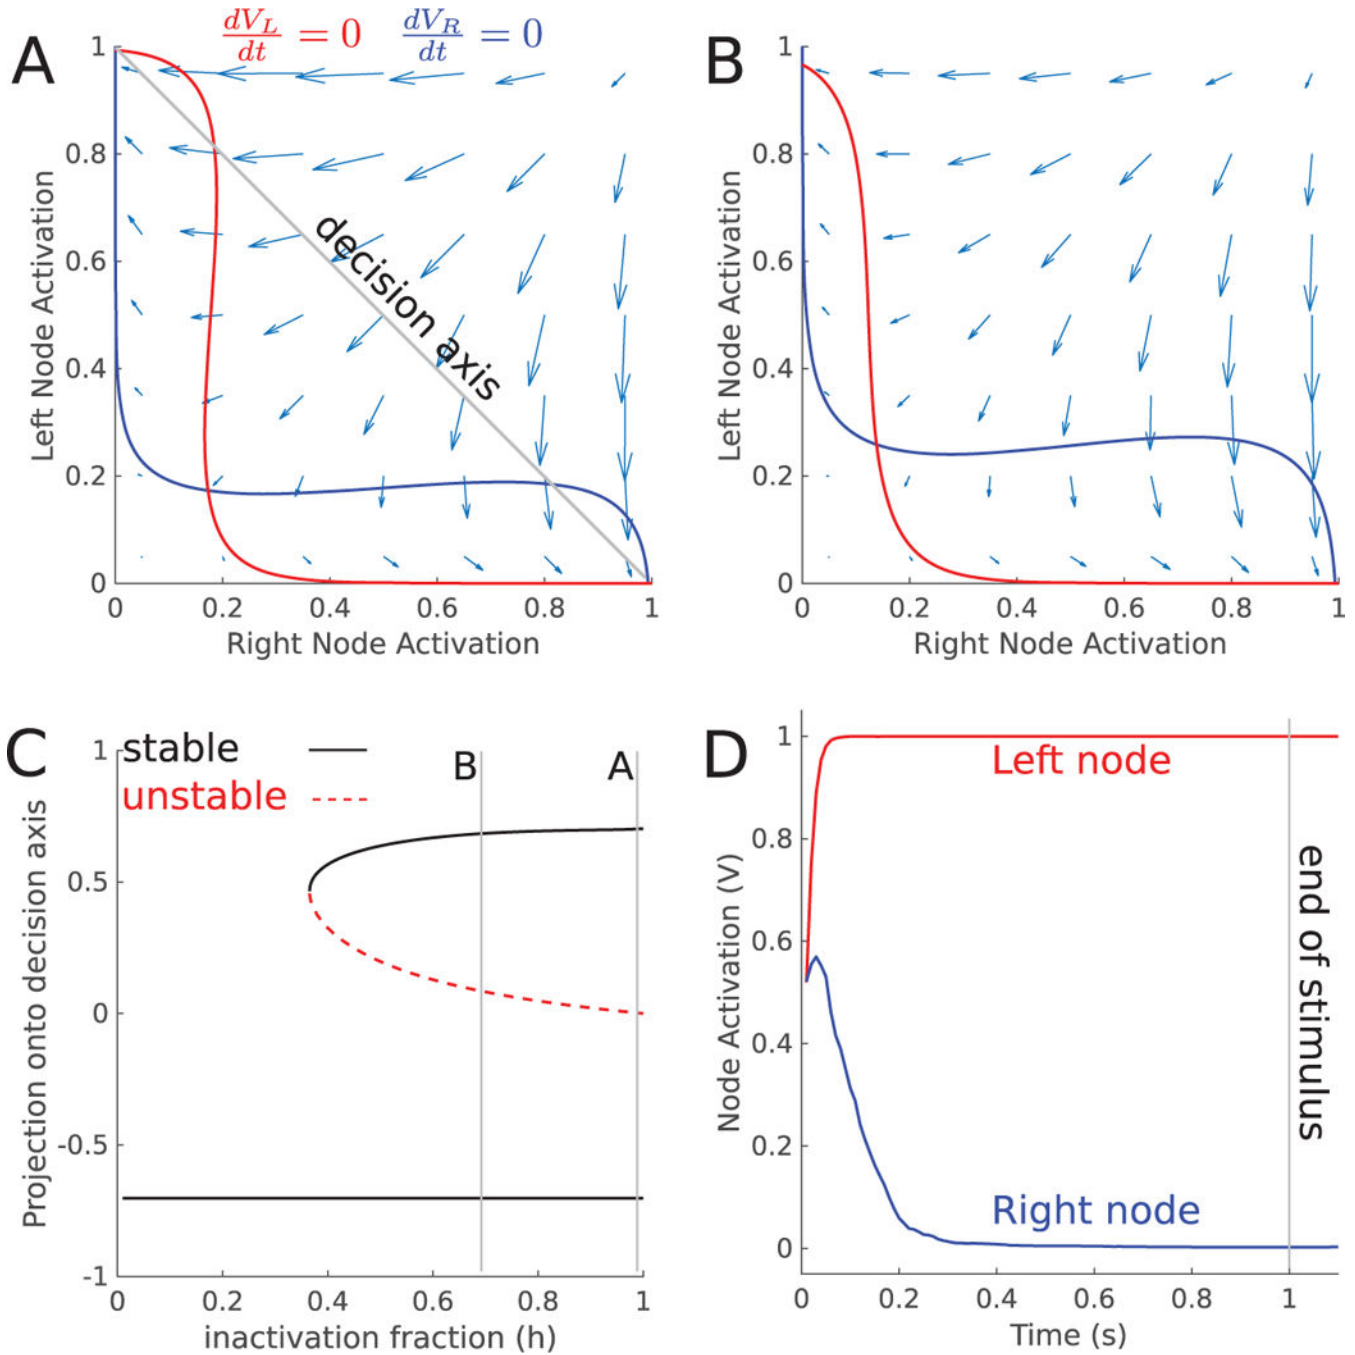 A
dV_L/dt = 0 dV_R/dt = 0
1
0.8
0.6
0.4
0.2
0
Left Node Activation
decision axis
0 0.2 0.4 0.6 0.8 1
Right Node Activation
B
1
0.8
0.6
0.4
0.2
0
Left Node Activation
0 0.2 0.4 0.6 0.8 1
Right Node Activation
C
stable
unstable
B A
1
0.5
0
-0.5
-1
Projection onto decision axis
0 0.2 0.4 0.6 0.8 1
inactivation fraction (h)
D
1
0.8
0.6
0.4
0.2
0
Node Activation (V)
Left node
Right node
end of stimulus
0 0.2 0.4 0.6 0.8 1
Time (s)